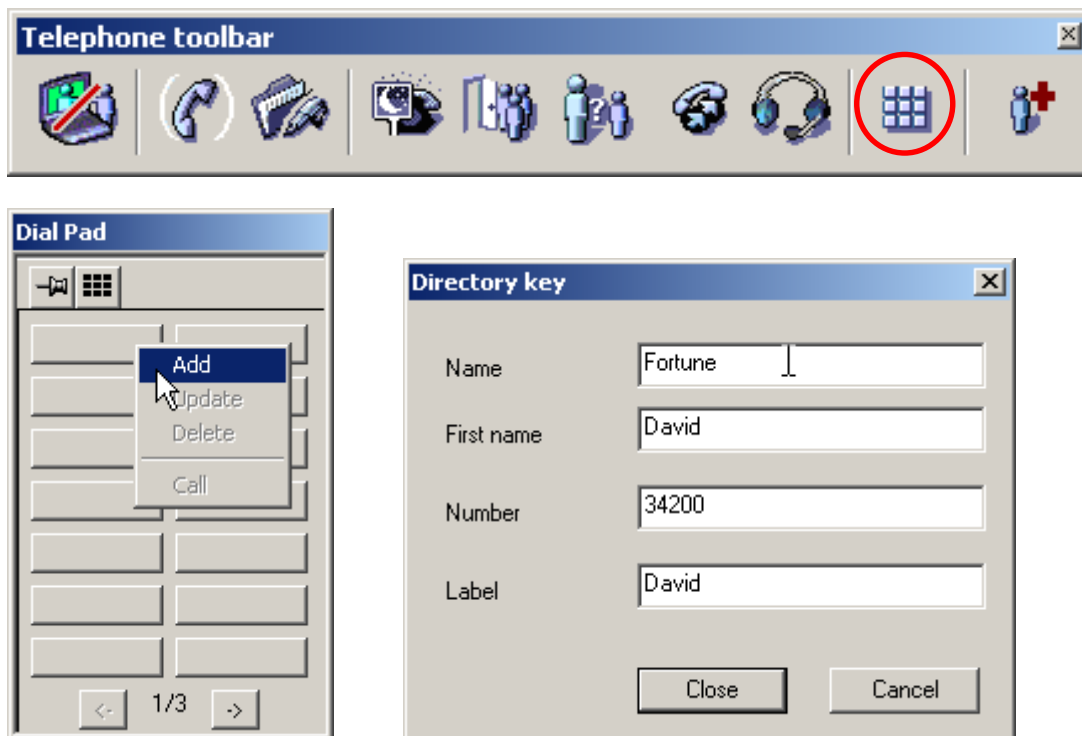 Telephone toolbar
Dial Pad
Add
Update
Delete
Call
<- 1/3 ->
Directory key
Name Fortune
First name David
Number 34200
Label David
Close Cancel